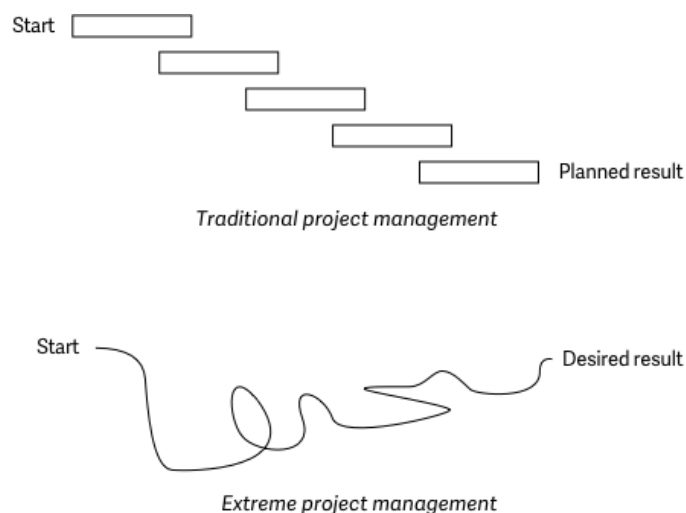 Start
Planned result
Traditional project management
Start
Desired result
Extreme project management